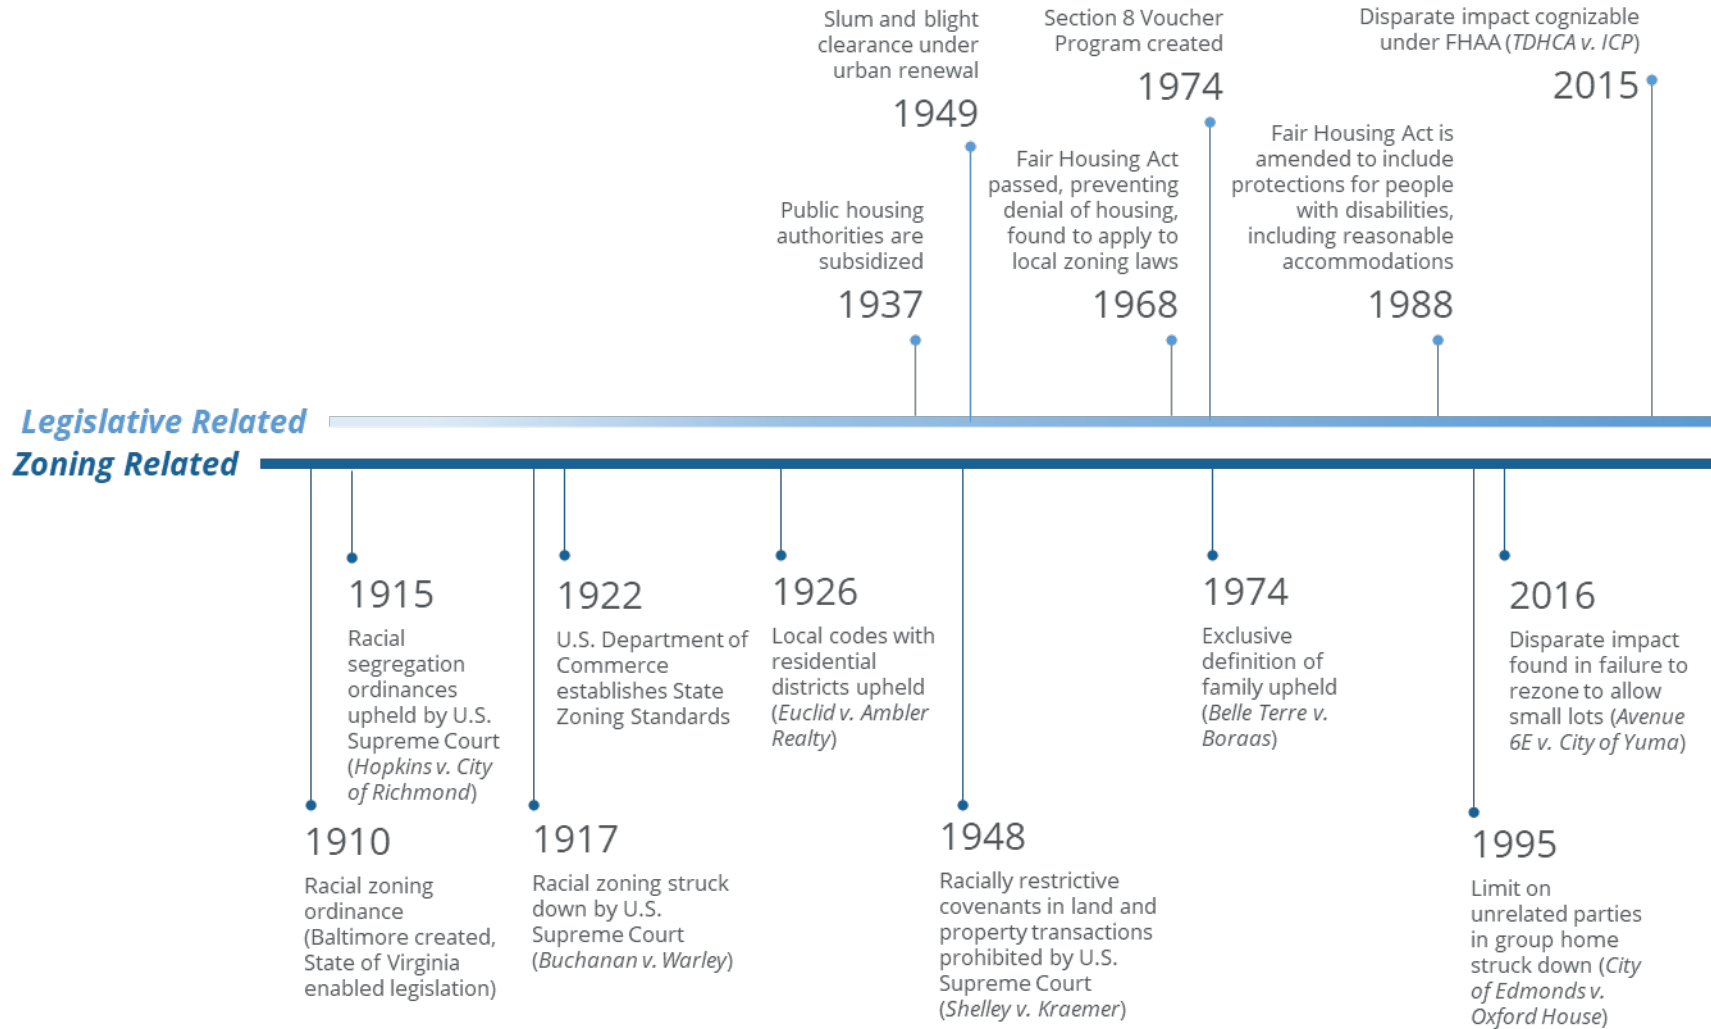 Slum and blight
clearance under
urban renewal
1949
Section 8 Voucher
Program created
1974
Disparate impact cognizable
under FHAA (TDHCA v. ICP)
2015
Public housing
authorities are
subsidized
1937
Fair Housing Act
passed, preventing
denial of housing,
found to apply to
local zoning laws
1968
Fair Housing Act is
amended to include
protections for people
with disabilities,
including reasonable
accommodations
1988
Legislative Related
Zoning Related
1915
Racial
segregation
ordinances
upheld by U.S.
Supreme Court
(Hopkins v. City
of Richmond)
1922
U.S. Department of
Commerce
establishes State
Zoning Standards
1926
Local codes with
residential
districts upheld
(Euclid v. Ambler
Realty)
1974
Exclusive
definition of
family upheld
(Belle Terre v.
Boraas)
2016
Disparate impact
found in failure to
rezone to allow
small lots (Avenue
6E v. City of Yuma)
1910
Racial zoning
ordinance
(Baltimore created,
State of Virginia
enabled legislation)
1917
Racial zoning struck
down by U.S.
Supreme Court
(Buchanan v. Warley)
1948
Racially restrictive
covenants in land and
property transactions
prohibited by U.S.
Supreme Court
(Shelley v. Kraemer)
1995
Limit on
unrelated parties
in group home
struck down (City
of Edmonds v.
Oxford House)